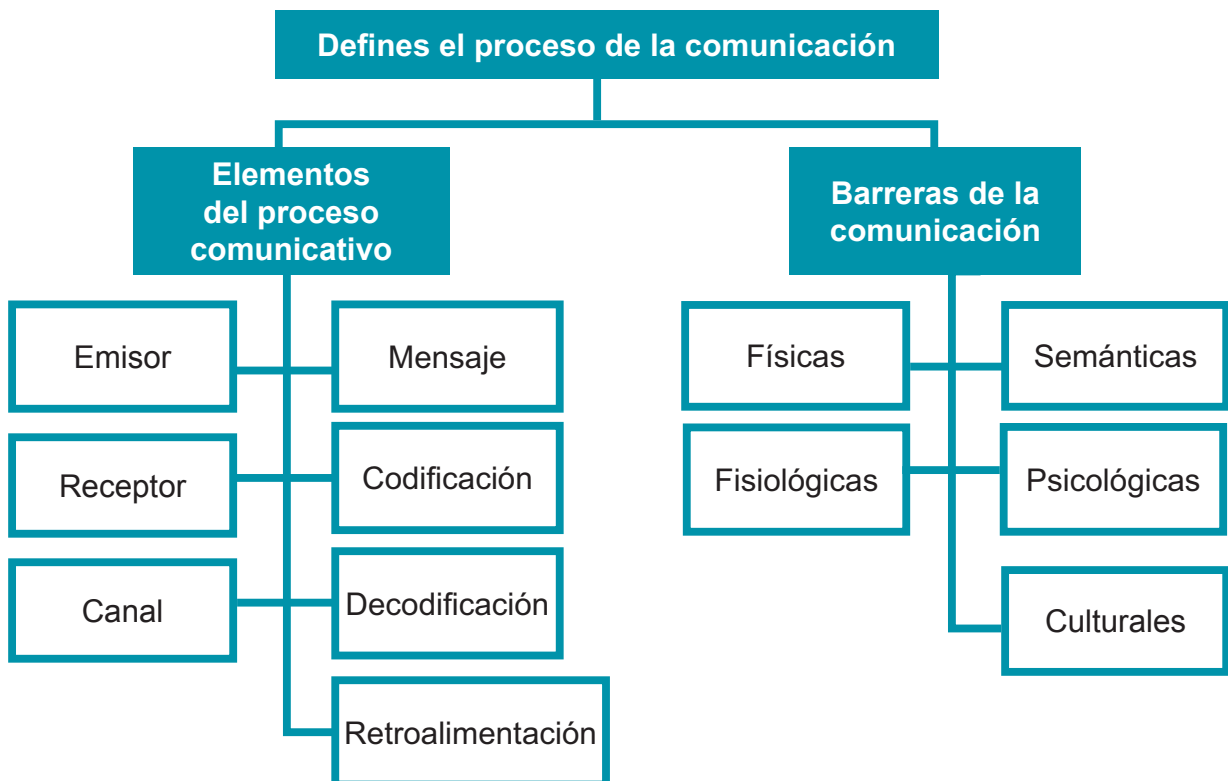 Defines el proceso de la comunicación
Elementos
del proceso
comunicativo
Barreras de la
comunicación
Emisor
Mensaje
Receptor
Codificación
Canal
Decodificación
Retroalimentación
Físicas
Semánticas
Fisiológicas
Psicológicas
Culturales